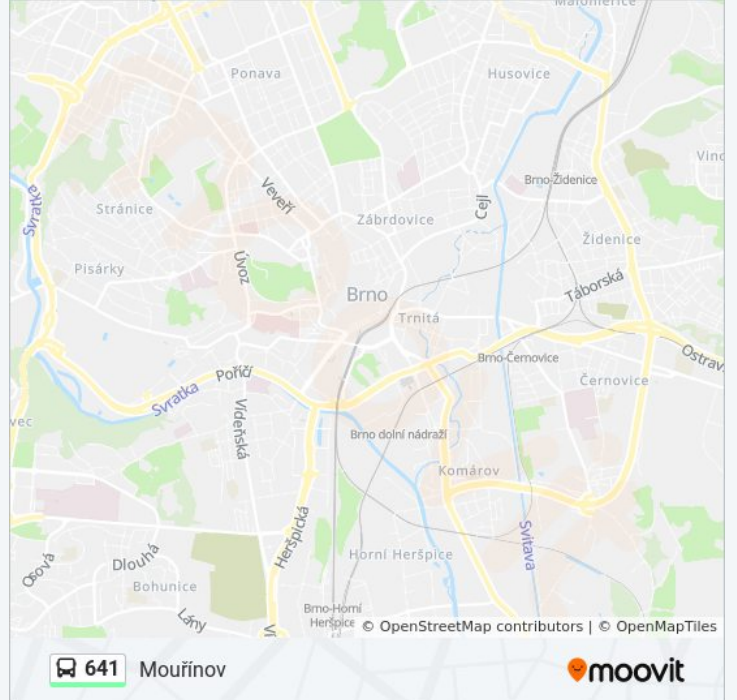 Maloměřice
Ponava
Husovice
Vinc
Brno-Židenice
Veveří
Cejl
Stránice
Svratka
Zábrdovice
Židenice
Úvoz
Pisárky
Táborská
Brno
Trnitá
Ostrav
Brno-Černovice
Poříčí
Černovice
Svratka
vec
Vídeňská
Brno dolní nádraží
Komárov
Heršpická
Svitava
Horní Heršpice
Dlouhá
Osová
Bohunice
Lány
Brno-Horní
Heršpice
Ví
© OpenStreetMap contributors | © OpenMapTiles
641 Mouřínov
moovit